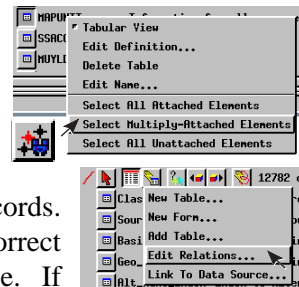 MAPUNIT
Tabular View
SSACO
Edit Definition...
MUYLD
Delete Table
Edit Name...
Select All Attached Elements
Select Multiply-Attached Elements
Select All Unattached Elements
12782
cords.
Clas
New Table...
Sour
New Form...
orrect
Basi
Add Table...
Geo_
Edit Relations...
e. If
Link To Data Source...